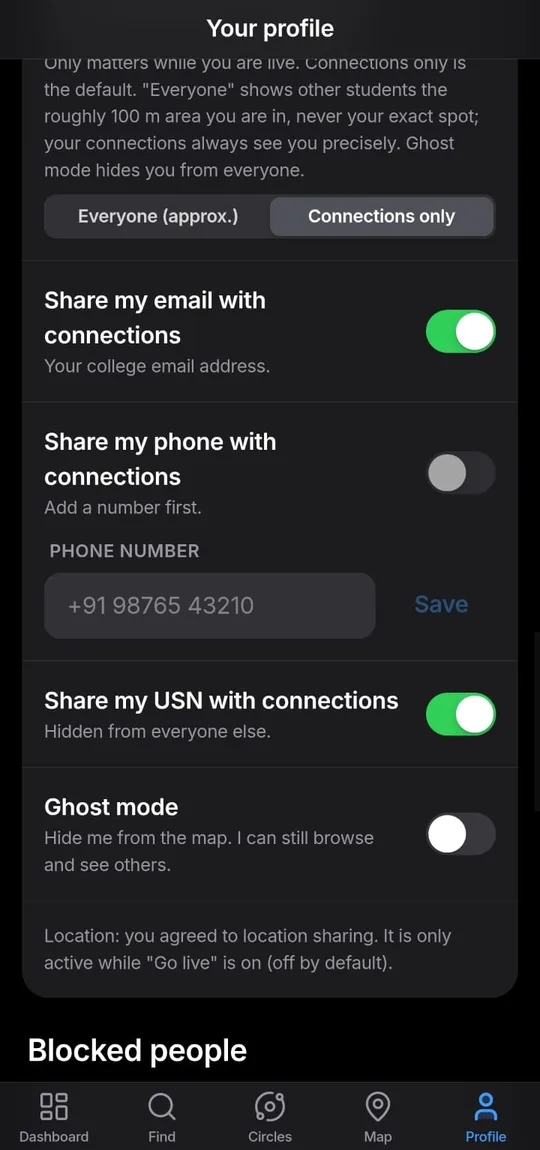 Your profile
Only matters while you are live. Connections only is
the default. "Everyone" shows other students the
roughly 100 m area you are in, never your exact spot;
your connections always see you precisely. Ghost
mode hides you from everyone.
Everyone (approx.)
Connections only
Share my email with
connections
Your college email address.
Share my phone with
connections
Add a number first.
PHONE NUMBER
+91 98765 43210
Save
Share my USN with connections
Hidden from everyone else.
Ghost mode
Hide me from the map. I can still browse
and see others.
Location: you agreed to location sharing. It is only
active while "Go live" is on (off by default).
Blocked people
Dashboard
Find
Circles
Map
Profile